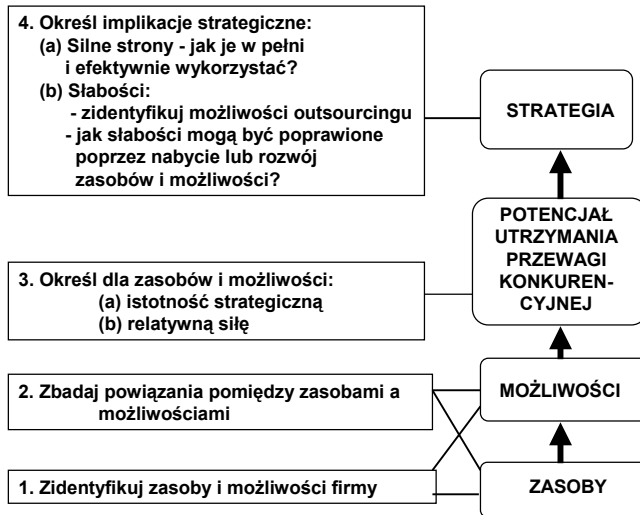 4. Określ implikacje strategiczne:
(a) Silne strony - jak je w pełni
i efektywnie wykorzystać?
(b) Słabości:
- zidentyfikuj możliwości outsourcingu
- jak słabości mogą być poprawione
poprzez nabycie lub rozwój
zasobów i możliwości?
STRATEGIA
POTENCJAŁ
UTRZYMANIA
PRZEWAGI
KONKUREN-
CYJNEJ
3. Określ dla zasobów i możliwości:
(a) istotność strategiczną
(b) relatywną siłę
2. Zbadaj powiązania pomiędzy zasobami a
możliwościami
MOŻLIWOŚCI
1. Zidentyfikuj zasoby i możliwości firmy
ZASOBY